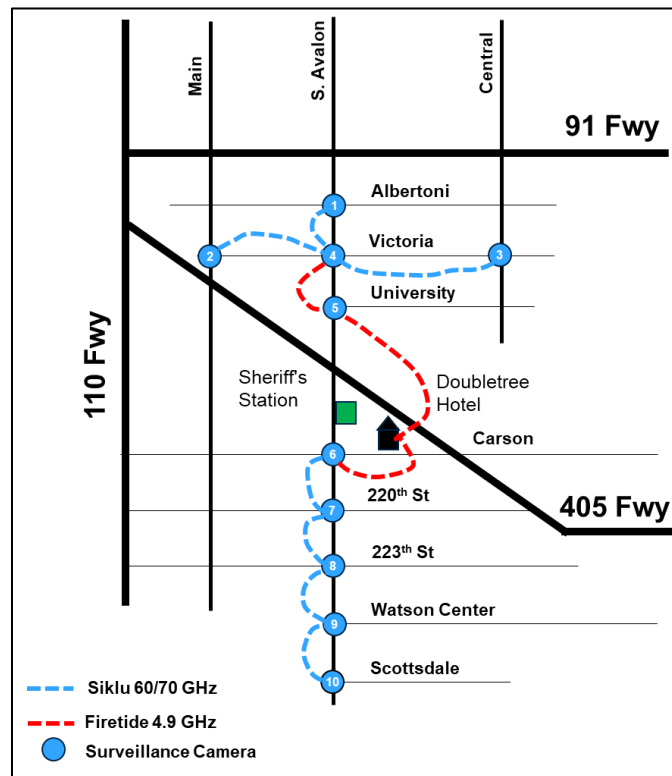 Main
S. Avalon
Central
91 Fwy
Albertoni
1
Victoria
2
4
3
University
5
110 Fwy
Sheriff's
Station
Doubletree
Hotel
Carson
6
220th St
7
405 Fwy
223th St
8
Watson Center
9
Scottsdale
10
Siklu 60/70 GHz
Firetide 4.9 GHz
Surveillance Camera